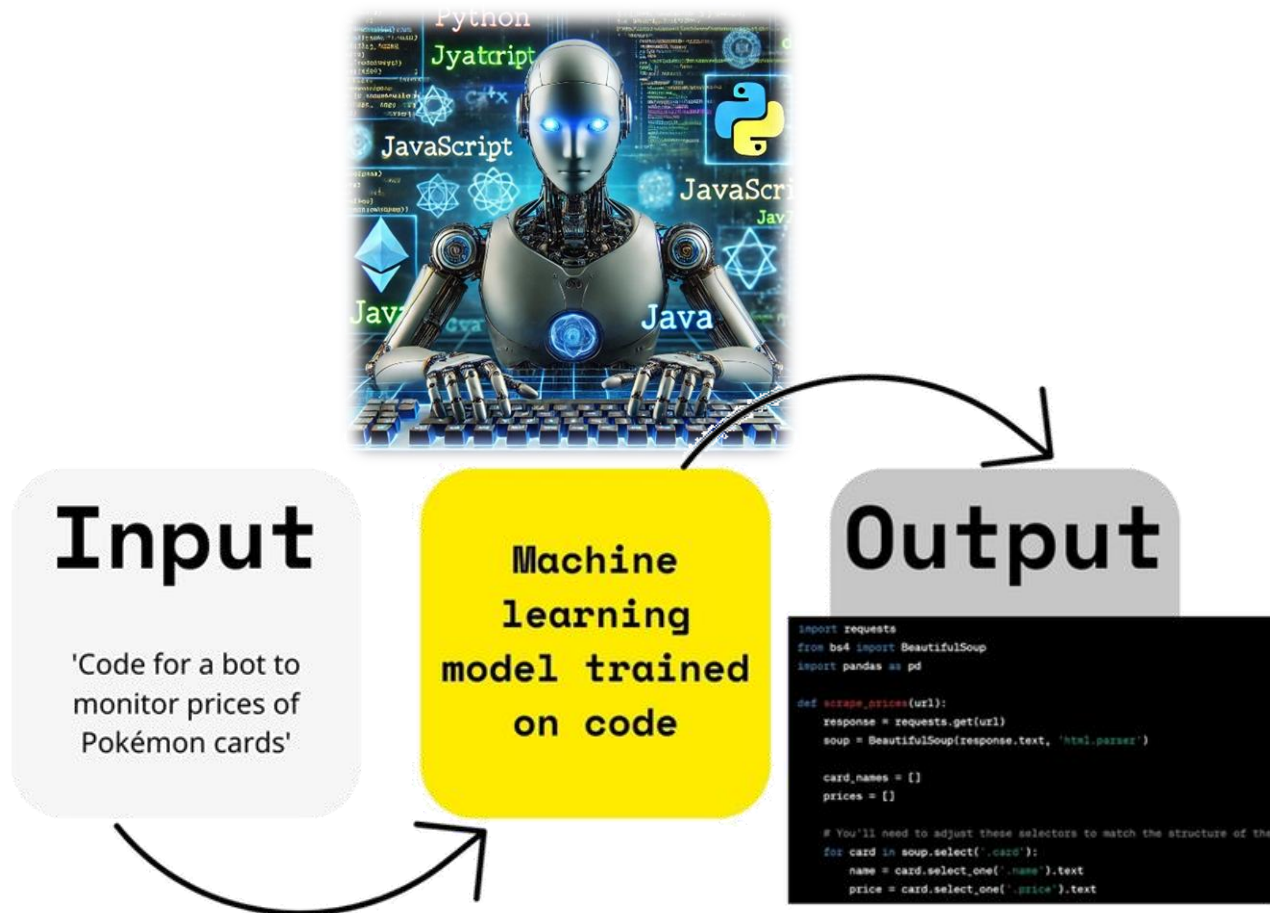 Python
Jyatcript
JavaScript
JavaScri
Jav
Java
Java
Input
'Code for a bot to
monitor prices of
Pokémon cards'
Machine
learning
model trained
on code
Output
import requests
from bs4 import BeautifulSoup
import pandas as pd
def scrape_prices(url):
response = requests.get(url)
soup = BeautifulSoup(response.text, 'html.parser')
card_names = []
prices = []
# You'll need to adjust these selectors to match the structure of the
for card in soup.select('.card'):
name = card.select_one('.name').text
price = card.select_one('.price').text